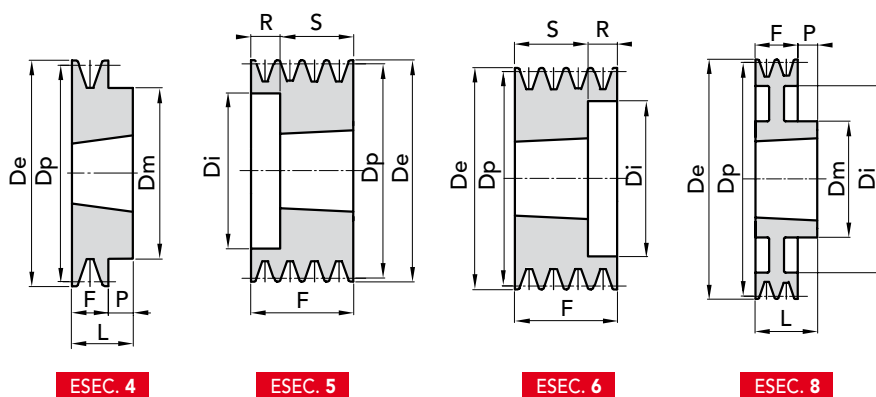 R S
S R
F P
De
Dp
Dm
Di
Dp
De
De
Dp
Di
De
Dp
Dm
Di
F P
L
F
F
L
ESEC. 4
ESEC. 5
ESEC. 6
ESEC. 8